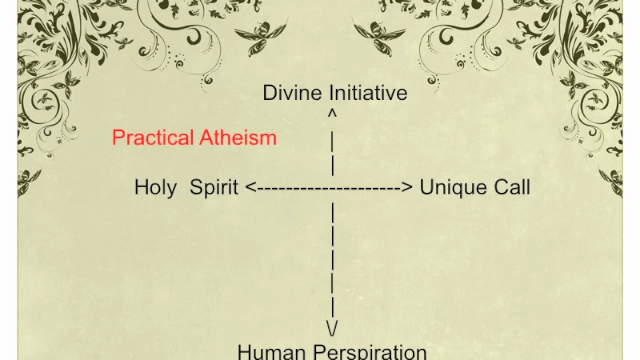 Divine Initiative
^
Practical Atheism |
|
Holy  Spirit <--------------------> Unique Call
|
|
|
|
|
\/
Human Perspiration